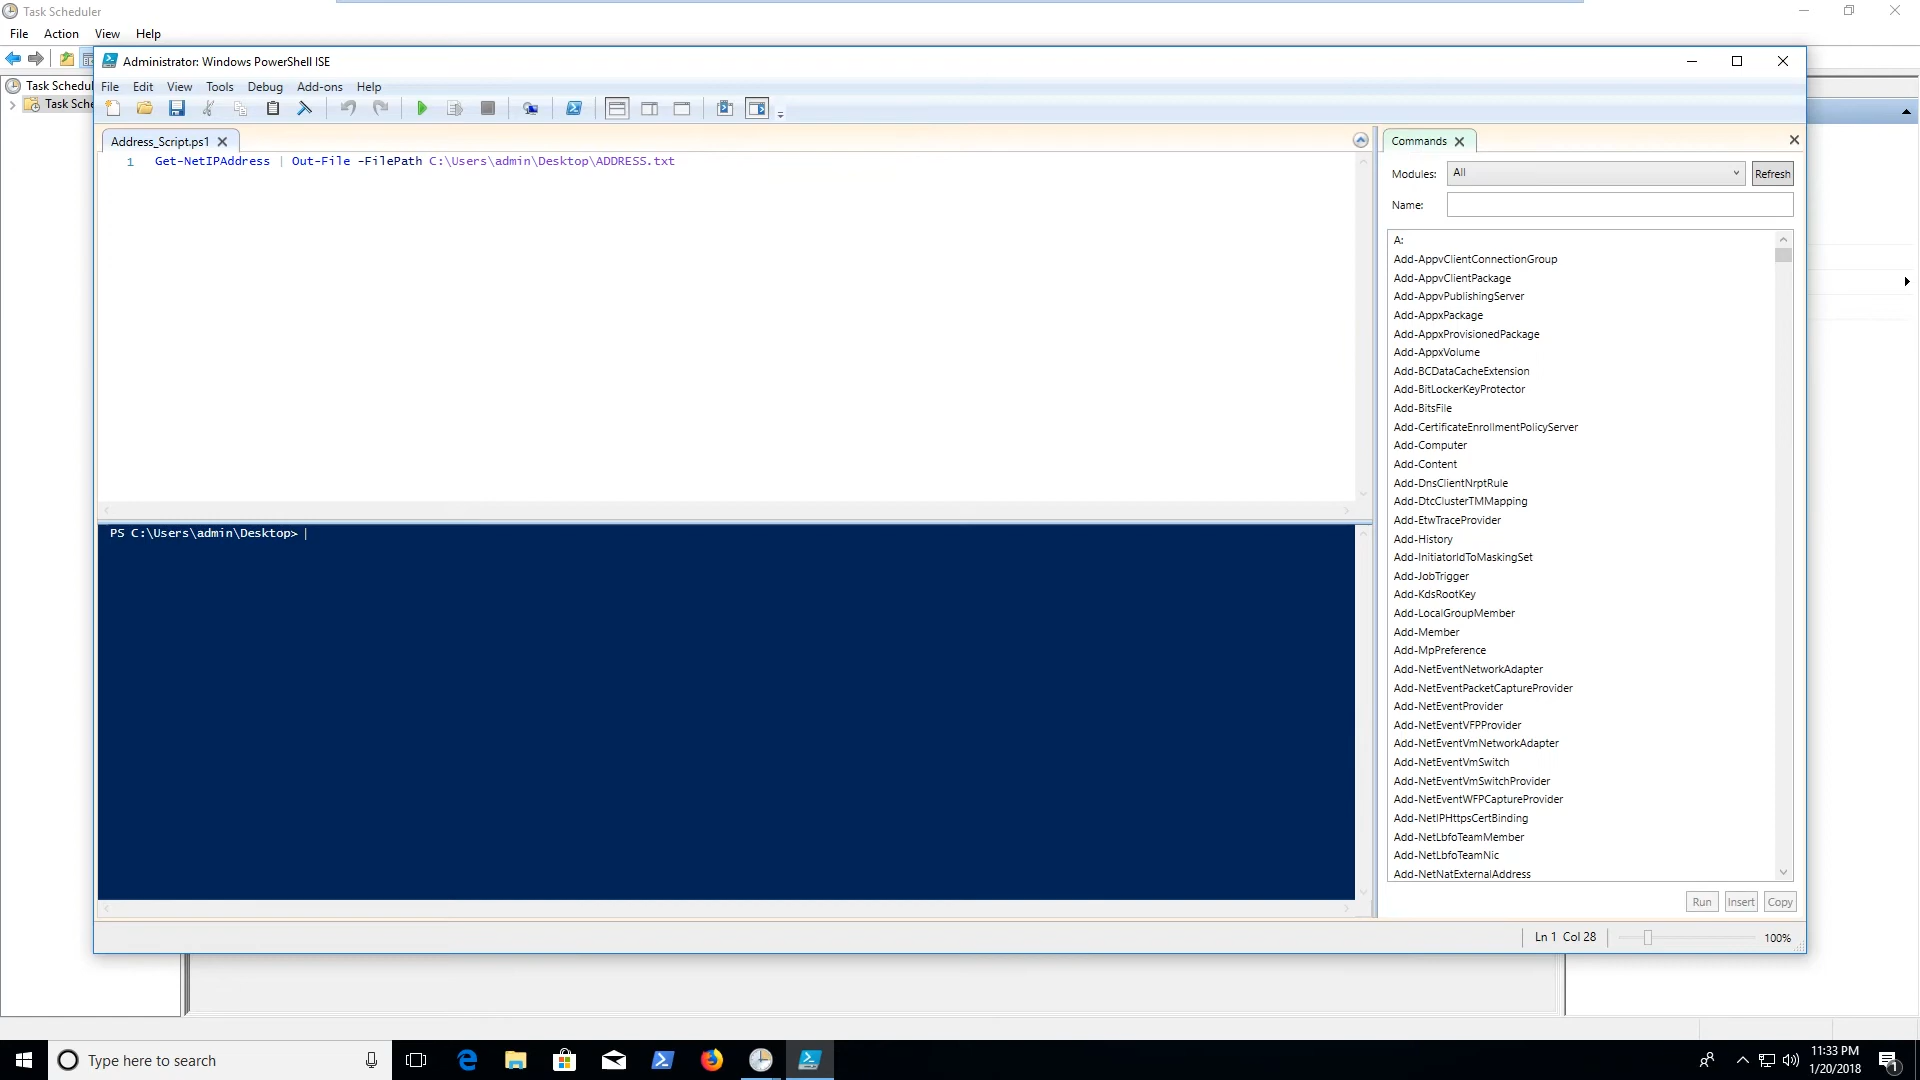 Task Scheduler
File Action View Help
Administrator: Windows PowerShell ISE
Task Schedul
Task Sche
File Edit View Tools Debug Add-ons Help
Address_Script.ps1
1 Get-NetIPAddress | Out-File -FilePath C:\Users\admin\Desktop\ADDRESS.txt
PS C:\Users\admin\Desktop>
Commands
Modules: All Refresh
Name:
A:
Add-AppvClientConnectionGroup
Add-AppvClientPackage
Add-AppvPublishingServer
Add-AppxPackage
Add-AppxProvisionedPackage
Add-AppxVolume
Add-BCDataCacheExtension
Add-BitLockerKeyProtector
Add-BitsFile
Add-CertificateEnrollmentPolicyServer
Add-Computer
Add-Content
Add-DnsClientNrptRule
Add-DtcClusterTMMapping
Add-EtwTraceProvider
Add-History
Add-InitiatorIdToMaskingSet
Add-JobTrigger
Add-KdsRootKey
Add-LocalGroupMember
Add-Member
Add-MpPreference
Add-NetEventNetworkAdapter
Add-NetEventPacketCaptureProvider
Add-NetEventProvider
Add-NetEventVFPProvider
Add-NetEventVmNetworkAdapter
Add-NetEventVmSwitch
Add-NetEventVmSwitchProvider
Add-NetEventWFPCaptureProvider
Add-NetIPHttpsCertBinding
Add-NetLbfoTeamMember
Add-NetLbfoTeamNic
Add-NetNatExternalAddress
Run Insert Copy
Ln 1 Col 28 100%
Type here to search
11:33 PM
1/20/2018
1